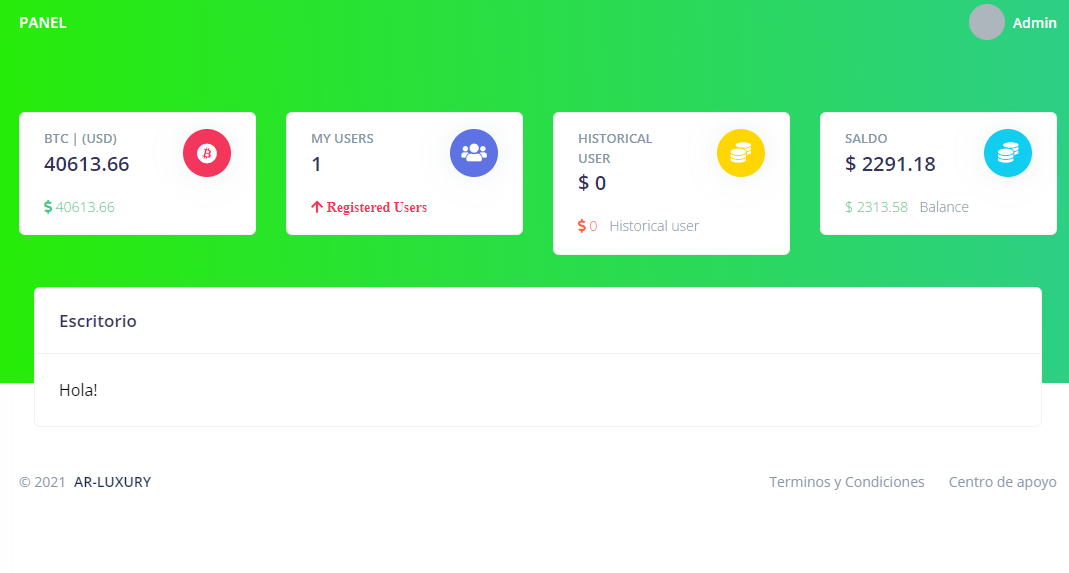 PANEL
Admin
BTC | (USD)
40613.66
$ 40613.66
MY USERS
1
Registered Users
HISTORICAL
USER
$ 0
$ 0 Historical user
SALDO
$ 2291.18
$ 2313.58 Balance
Escritorio
Hola!
© 2021 AR-LUXURY
Terminos y Condiciones Centro de apoyo